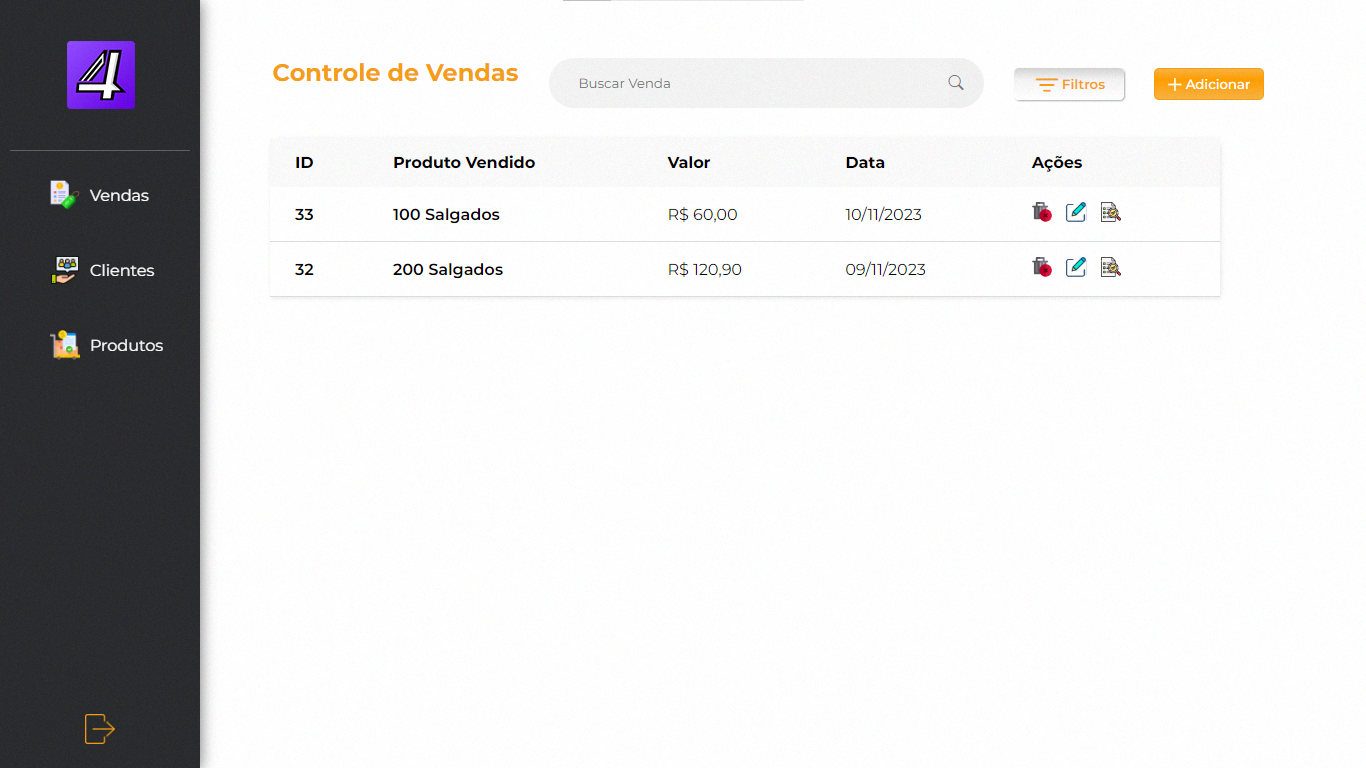 4
Controle de Vendas
Buscar Venda
Filtros
Adicionar
Vendas
Clientes
Produtos
ID Produto Vendido Valor Data Ações
33 100 Salgados R$ 60,00 10/11/2023
32 200 Salgados R$ 120,90 09/11/2023